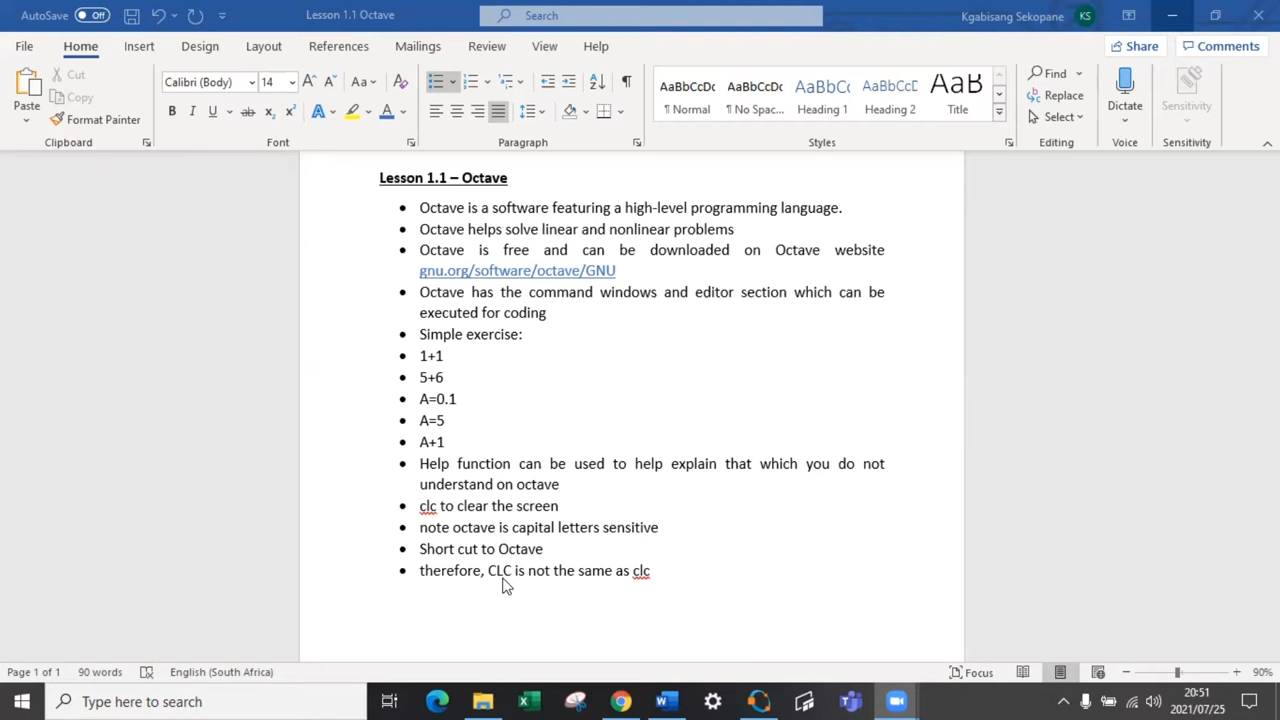 AutoSave Off Lesson 1.1 Octave Search Kgabisang Sekopane KS
File Home Insert Design Layout References Mailings Review View Help Share Comments
Paste Cut Copy Format Painter
Calibri (Body) 14 Aa
B I U ab x₂ x² A A
AaBbCcDc AaBbCcDc AaBbCc AaBbCcD AaB
¶ Normal ¶ No Spac... Heading 1 Heading 2 Title
Find Replace Select
Dictate Sensitivity
Clipboard Font Paragraph Styles Editing Voice Sensitivity
Lesson 1.1 – Octave
• Octave is a software featuring a high-level programming language.
• Octave helps solve linear and nonlinear problems
• Octave is free and can be downloaded on Octave website
gnu.org/software/octave/GNU
• Octave has the command windows and editor section which can be
executed for coding
• Simple exercise:
• 1+1
• 5+6
• A=0.1
• A=5
• A+1
• Help function can be used to help explain that which you do not
understand on octave
• clc to clear the screen
• note octave is capital letters sensitive
• Short cut to Octave
• therefore, CLC is not the same as clc
Page 1 of 1 90 words English (South Africa) Focus 90%
Type here to search
20:51
2021/07/25